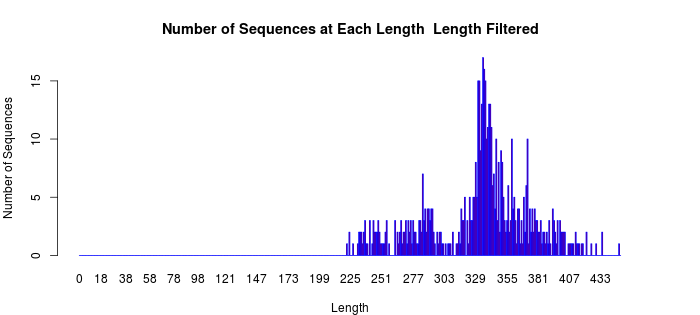 Number of Sequences at Each Length  Length Filtered
Number of Sequences
15
10
5
0
0 18 38 58 78 98 121 147 173 199 225 251 277 303 329 355 381 407 433
Length